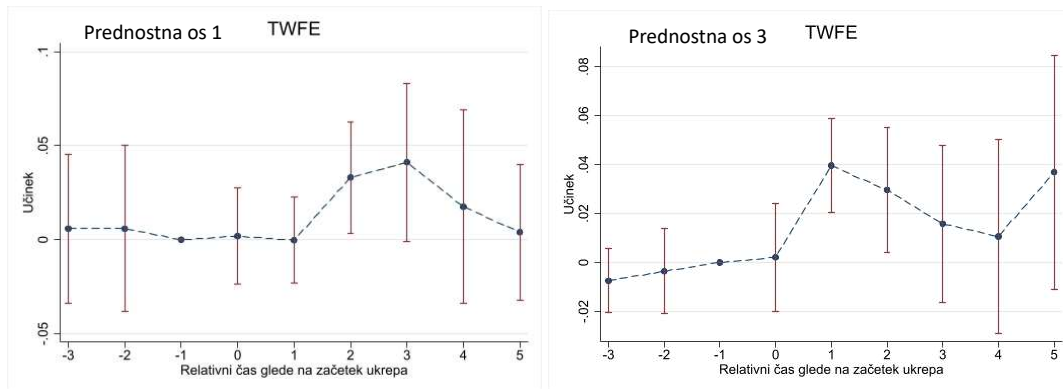 Prednostna os 1
TWFE
.1
.05
0
-.05
Učinek
-3 -2 -1 0 1 2 3 4 5
Relativni čas glede na začetek ukrepa
Prednostna os 3
TWFE
.08
.06
.04
.02
0
-.02
Učinek
-3 -2 -1 0 1 2 3 4 5
Relativni čas glede na začetek ukrepa